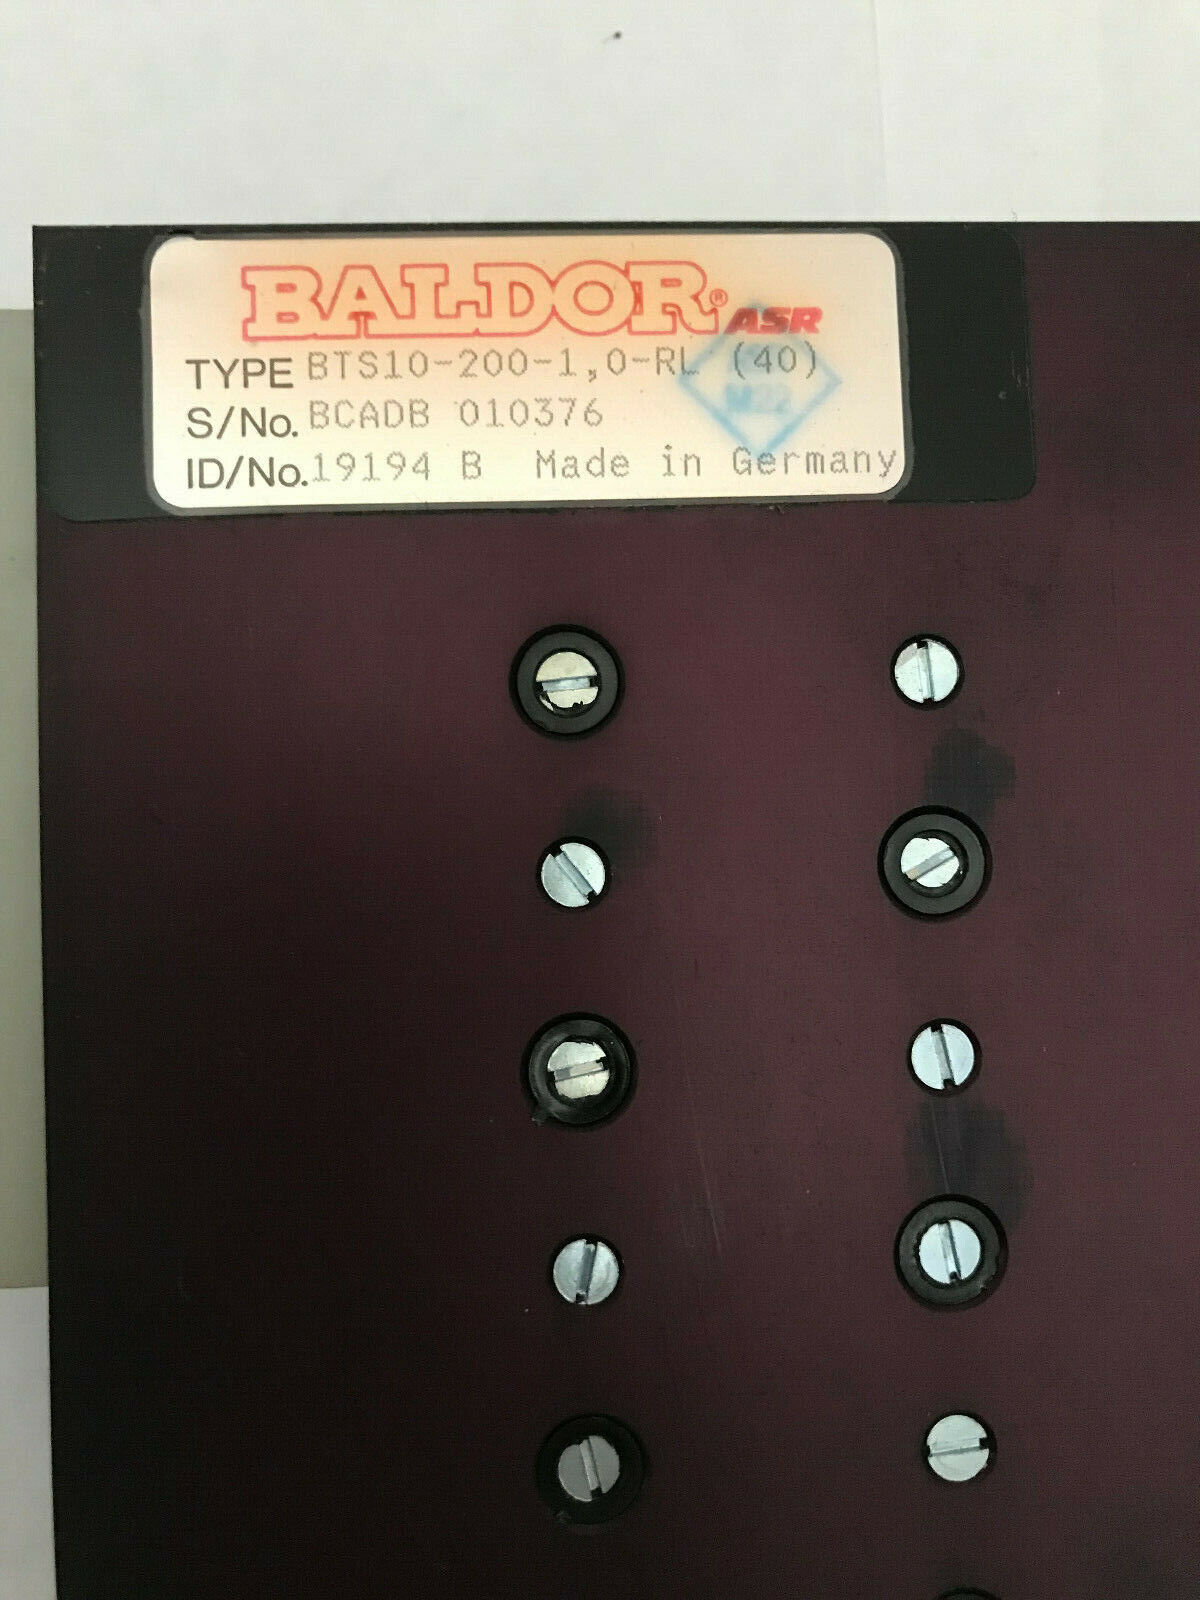 BALDOR® ASR
TYPE BTS10-200-1,0-RL (40)
S/No. BCADB 010376
ID/No. 19194 B Made in Germany